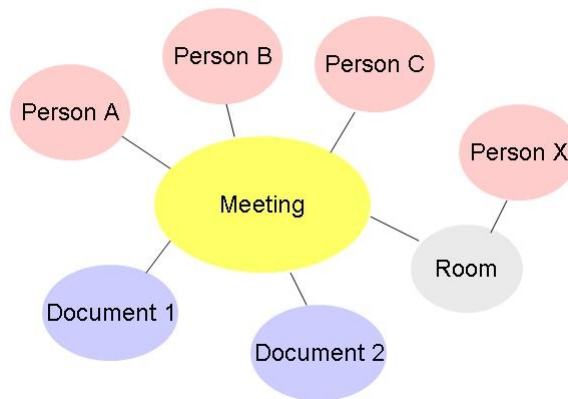 Person B
Person C
Person A
Person X
Meeting
Room
Document 1
Document 2